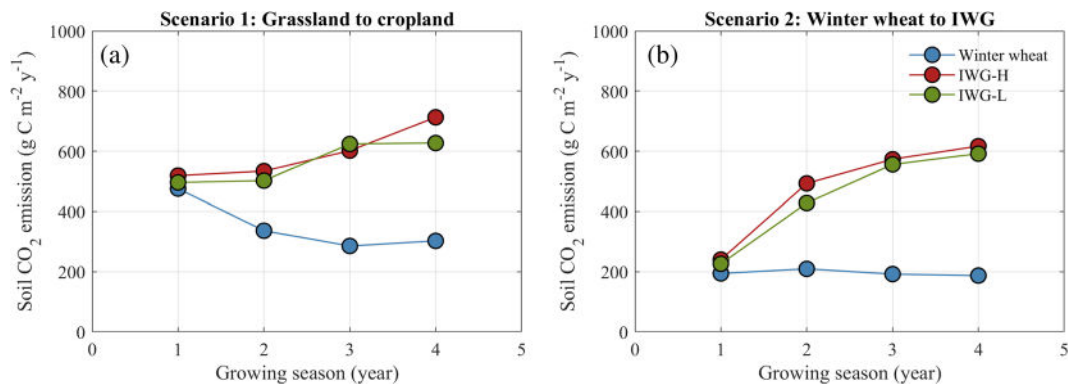 Scenario 1: Grassland to cropland
(a)
1000
800
600
400
200
0
Soil CO2 emission (g C m-2 y-1)
0 1 2 3 4 5
Growing season (year)
Scenario 2: Winter wheat to IWG
(b)
Winter wheat
IWG-H
IWG-L
1000
800
600
400
200
0
Soil CO2 emission (g C m-2 y-1)
0 1 2 3 4 5
Growing season (year)